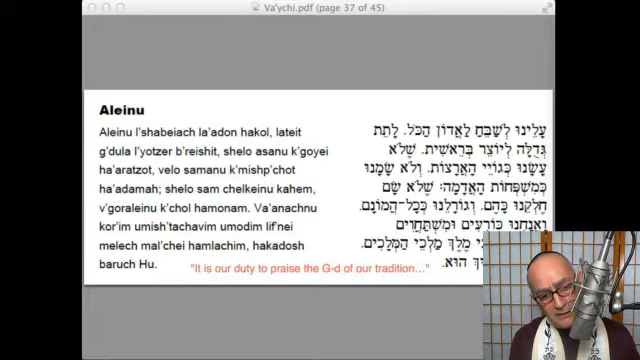 Va'ychi.pdf (page 37 of 45)
Aleinu
Aleinu l'shabeiach la'adon hakol, lateit
g'dula l'yotzer b'reishit, shelo asanu k'goyei
ha'aratzot, velo samanu k'mishp'chot
ha'adamah; shelo sam chelkeinu kahem,
v'goraleinu k'chol hamonam. Va'anachnu
kor'im umish'tachavim umodim lif'nei
melech mal'chei hamlachim, hakadosh
baruch Hu.
עָלֵינוּ לְשַׁבֵּחַ לַאֲדוֹן הַכֹּל. לָתֵת
גְּדֻלָּה לְיוֹצֵר בְּרֵאשִׁית. שֶׁלֹּא
עָשָׂנוּ כְּגוֹיֵי הָאֲרָצוֹת. וְלֹא שָׂמָנוּ
כְּמִשְׁפְּחוֹת הָאֲדָמָה: שֶׁלֹּא שָׂם
חֶלְקֵנוּ כָּהֶם. וְגוֹרָלֵנוּ כְּכָל־הֲמוֹנָם.
וַאֲנַחְנוּ כּוֹרְעִים וּמִשְׁתַּחֲוִים
מֶלֶךְ מַלְכֵי הַמְּלָכִים.
הוּא.
"It is our duty to praise the G-d of our tradition..."